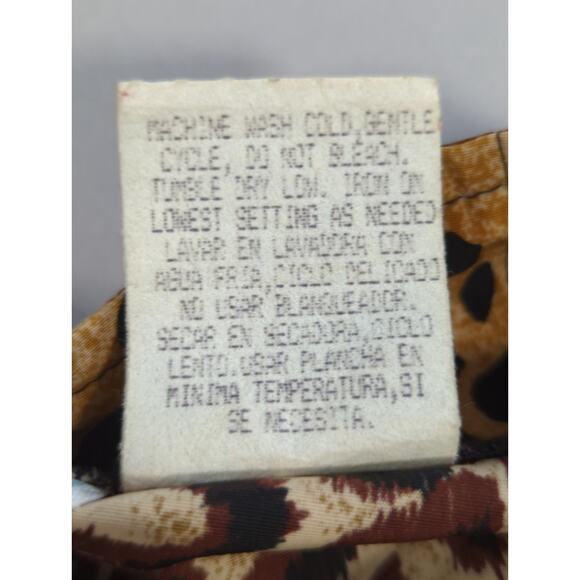 MACHINE WASH COLD,GENTLE
CYCLE, DO NOT BLEACH.
TUMBLE DRY LOW. IRON ON
LOWEST SETTING AS NEEDED
LAVAR EN LAVADORA CON
AGUA FRIA,CICLO DELICADO
NO USAR BLANQUEADOR.
SECAR EN SECADORA,CICLO
LENTO.USAR PLANCHA EN
MINIMA TEMPERATURA,SI
SE NECESITA.